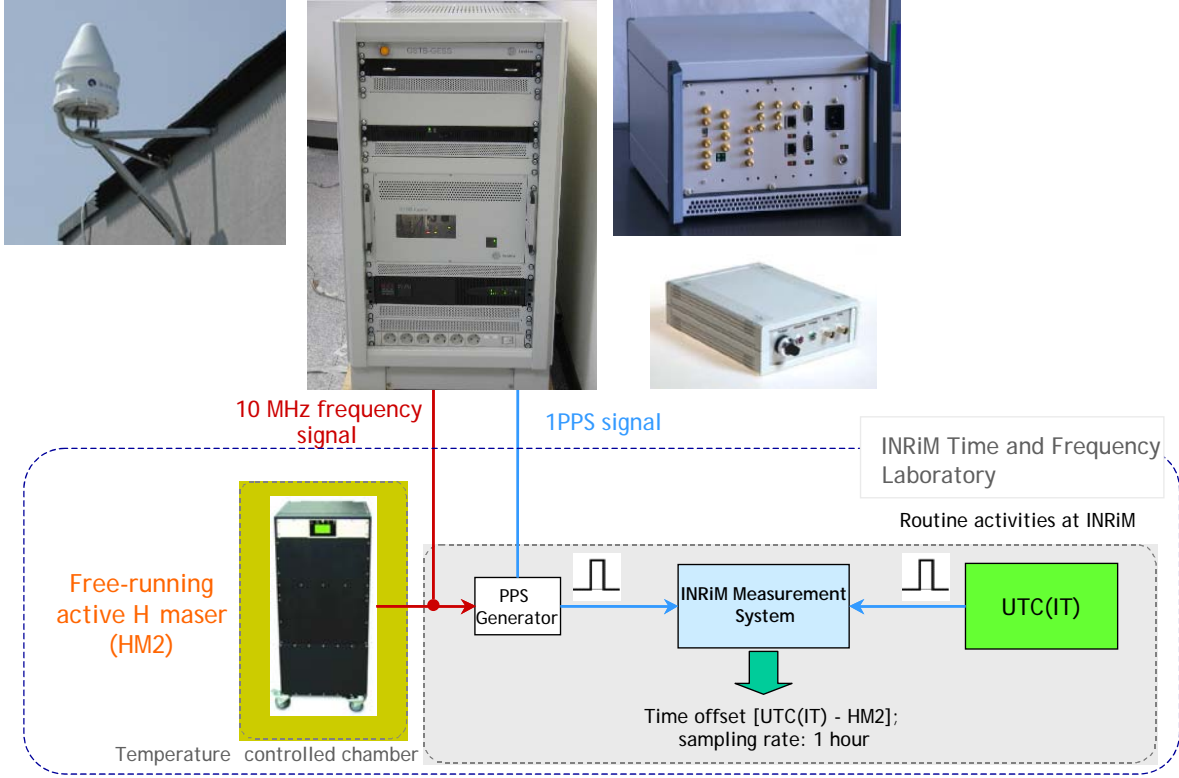 GSTB-GESS
10 MHz frequency
signal
1PPS signal
INRiM Time and Frequency
Laboratory
Routine activities at INRiM
Free-running
active H maser
(HM2)
PPS
Generator
INRiM Measurement
System
UTC(IT)
Time offset [UTC(IT) - HM2];
sampling rate: 1 hour
Temperature controlled chamber